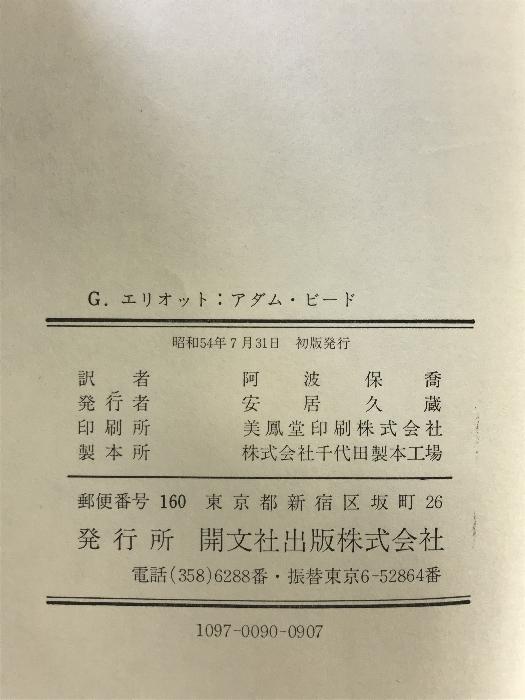 G. エリオット：アダム・ビード
昭和54年7月31日 初版発行
訳者 阿波保喬
発行者 安居久蔵
印刷所 美鳳堂印刷株式会社
製本所 株式会社千代田製本工場
郵便番号 160 東京都新宿区坂町26
発行所 開文社出版株式会社
電話(358)6288番・振替東京6-52864番
1097-0090-0907